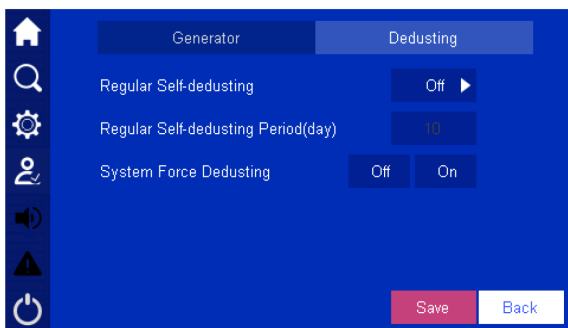 Generator Dedusting
Regular Self-dedusting Off
Regular Self-dedusting Period(day) 10
System Force Dedusting Off On
Save Back